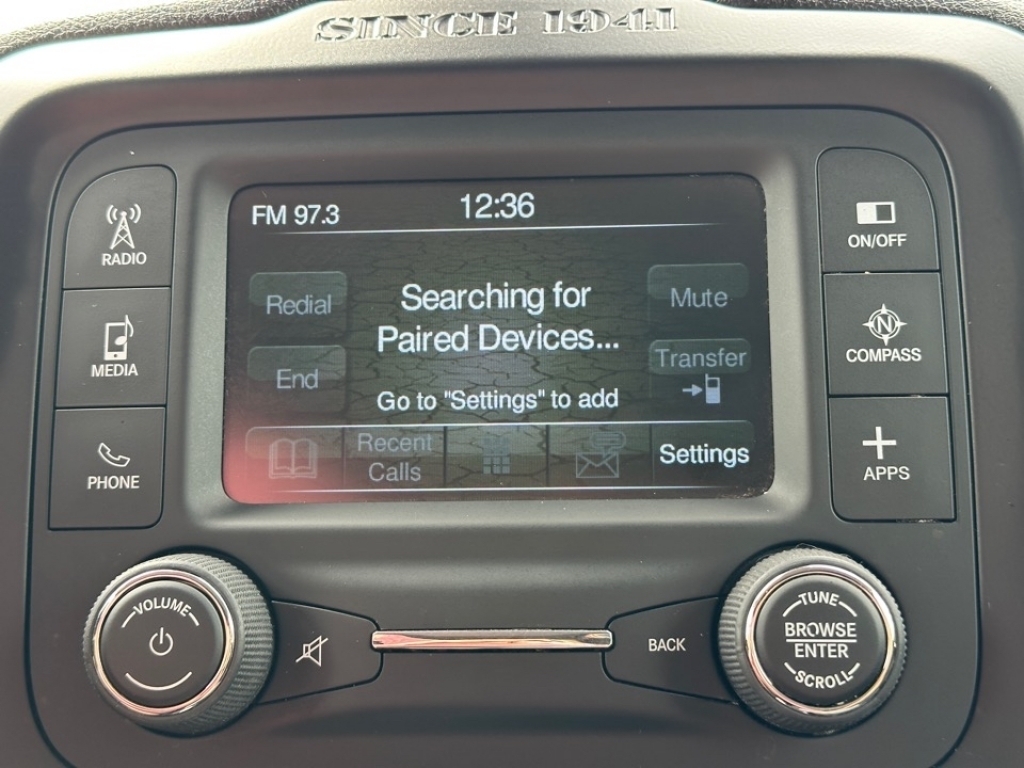 SINCE 1941
FM 97.3
12:36
RADIO
MEDIA
PHONE
Redial
End
Searching for
Paired Devices...
Go to "Settings" to add
Mute
Transfer
Recent
Calls
Settings
ON/OFF
N
COMPASS
APPS
VOLUME
BACK
TUNE
BROWSE
ENTER
SCROLL